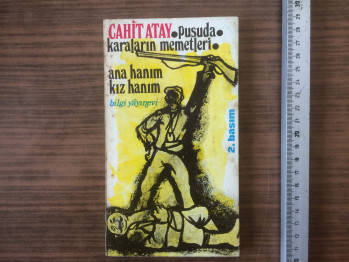 CAHİT ATAY • pusuda •
karaların memetleri •
ana hanım
kız hanım
bilgi yayınevi
2. basım